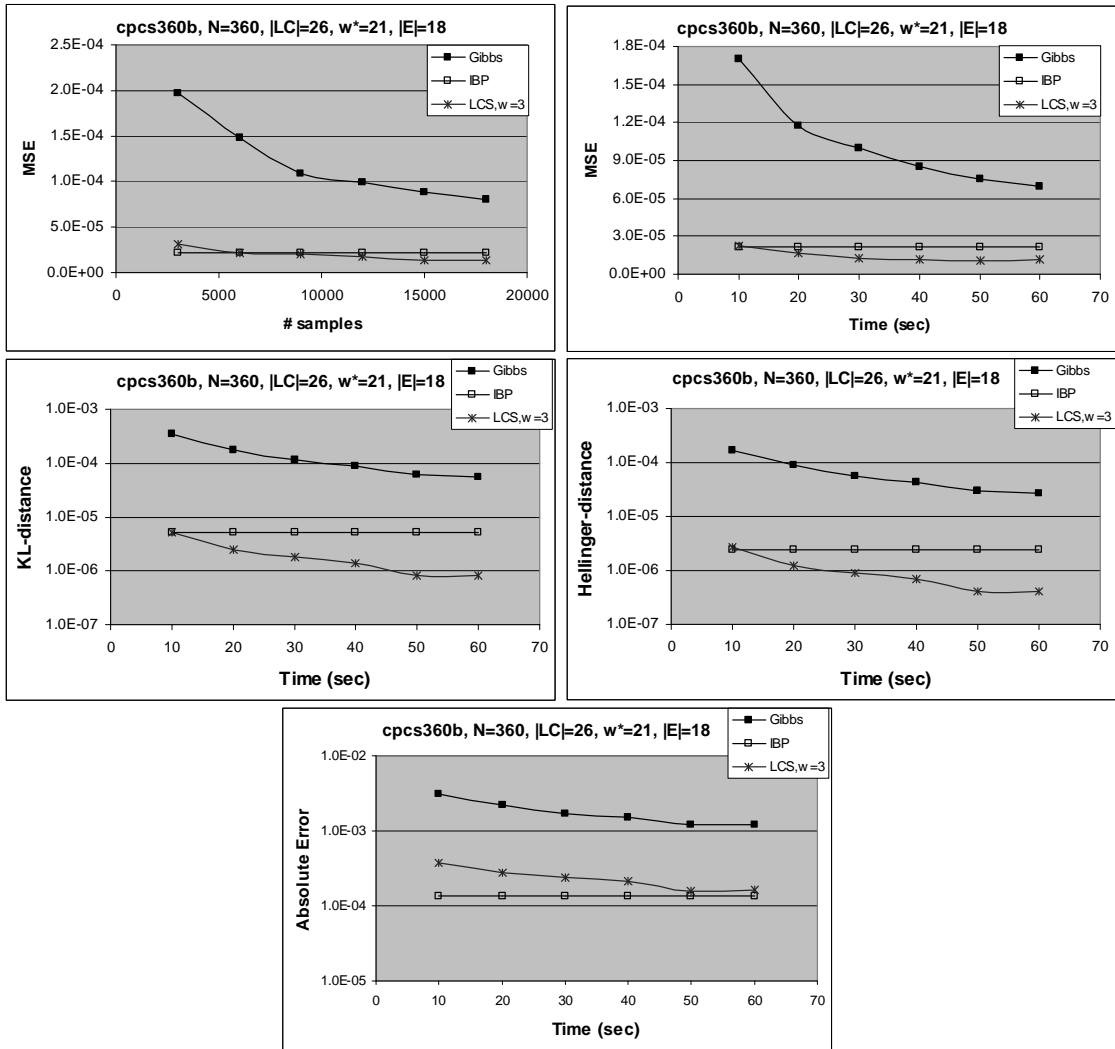 cpcs360b, N=360, |LC|=26, w*=21, |E|=18
2.5E-04
2.0E-04
1.5E-04
1.0E-04
5.0E-05
0.0E+00
MSE
0
5000
10000
15000
20000
# samples
Gibbs
IBP
LCS,w=3
cpcs360b, N=360, |LC|=26, w*=21, |E|=18
1.8E-04
1.5E-04
1.2E-04
9.0E-05
6.0E-05
3.0E-05
0.0E+00
MSE
0
10
20
30
40
50
60
70
Time (sec)
Gibbs
IBP
LCS,w=3
cpcs360b, N=360, |LC|=26, w*=21, |E|=18
1.0E-03
1.0E-04
1.0E-05
1.0E-06
1.0E-07
KL-distance
0
10
20
30
40
50
60
70
Time (sec)
Gibbs
IBP
LCS,w=3
cpcs360b, N=360, |LC|=26, w*=21, |E|=18
1.0E-03
1.0E-04
1.0E-05
1.0E-06
1.0E-07
Hellinger-distance
0
10
20
30
40
50
60
70
Time (sec)
Gibbs
IBP
LCS,w=3
cpcs360b, N=360, |LC|=26, w*=21, |E|=18
1.0E-02
1.0E-03
1.0E-04
1.0E-05
Absolute Error
0
10
20
30
40
50
60
70
Time (sec)
Gibbs
IBP
LCS,w=3